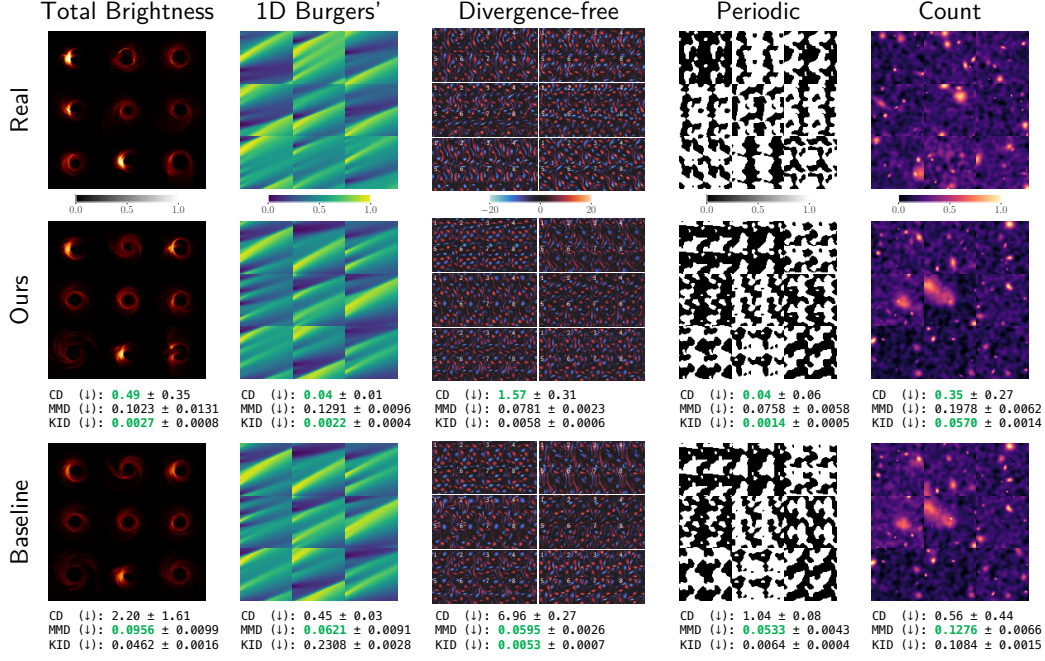 Total Brightness 1D Burgers' Divergence-free Periodic Count
Real
0.0 0.5 1.0 0.0 0.5 1.0 −20 0 20 0.0 0.5 1.0 0.0 0.5 1.0
Ours
CD (↓): 0.49 ± 0.35 CD (↓): 0.04 ± 0.01 CD (↓): 1.57 ± 0.31 CD (↓): 0.04 ± 0.06 CD (↓): 0.35 ± 0.27
MMD (↓): 0.1023 ± 0.0131 MMD (↓): 0.1291 ± 0.0096 MMD (↓): 0.0781 ± 0.0023 MMD (↓): 0.0758 ± 0.0058 MMD (↓): 0.1978 ± 0.0062
KID (↓): 0.0027 ± 0.0008 KID (↓): 0.0022 ± 0.0004 KID (↓): 0.0058 ± 0.0006 KID (↓): 0.0014 ± 0.0005 KID (↓): 0.0570 ± 0.0014
Baseline
CD (↓): 2.20 ± 1.61 CD (↓): 0.45 ± 0.03 CD (↓): 6.96 ± 0.27 CD (↓): 1.04 ± 0.08 CD (↓): 0.56 ± 0.44
MMD (↓): 0.0956 ± 0.0099 MMD (↓): 0.0621 ± 0.0091 MMD (↓): 0.0595 ± 0.0026 MMD (↓): 0.0533 ± 0.0043 MMD (↓): 0.1276 ± 0.0066
KID (↓): 0.0462 ± 0.0016 KID (↓): 0.2308 ± 0.0028 KID (↓): 0.0053 ± 0.0007 KID (↓): 0.0064 ± 0.0004 KID (↓): 0.1084 ± 0.0015